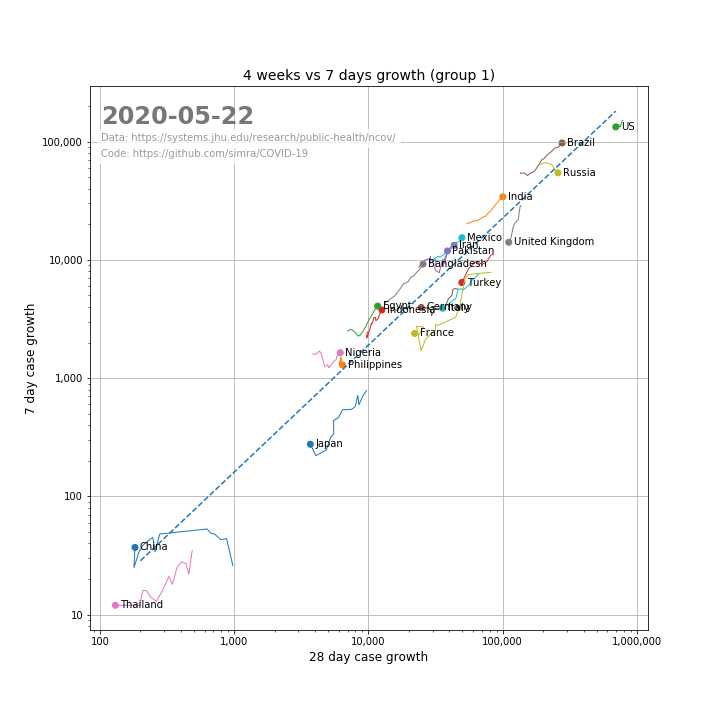 4 weeks vs 7 days growth (group 1)
2020-05-22
Data: https://systems.jhu.edu/research/public-health/ncov/
Code: https://github.com/simra/COVID-19
US
100,000
Brazil
Russia
India
Mexico
Iran
United Kingdom
Pakistan
10,000
Bangladesh
Turkey
Egypt
Indonesia
Germany
Italy
France
Nigeria
Philippines
1,000
Japan
100
China
Thailand
10
7 day case growth
100
1,000
10,000
100,000
1,000,000
28 day case growth